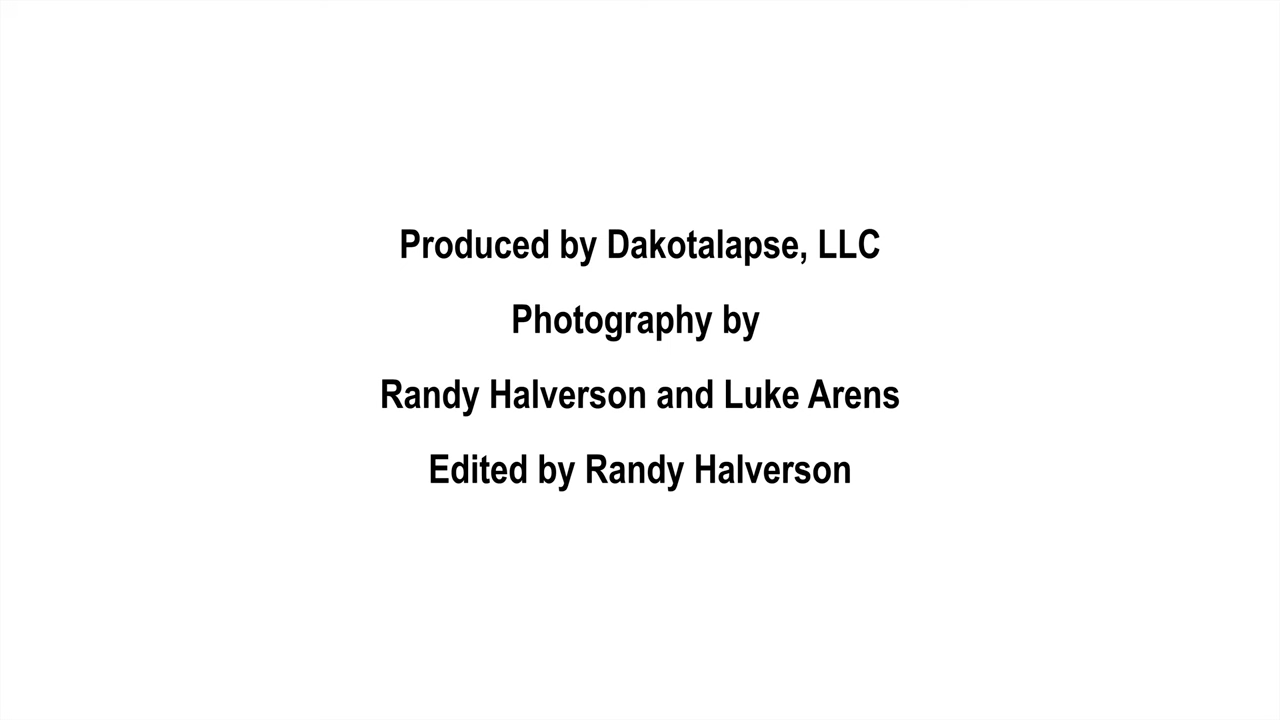 Produced by Dakotalapse, LLC
Photography by
Randy Halverson and Luke Arens
Edited by Randy Halverson